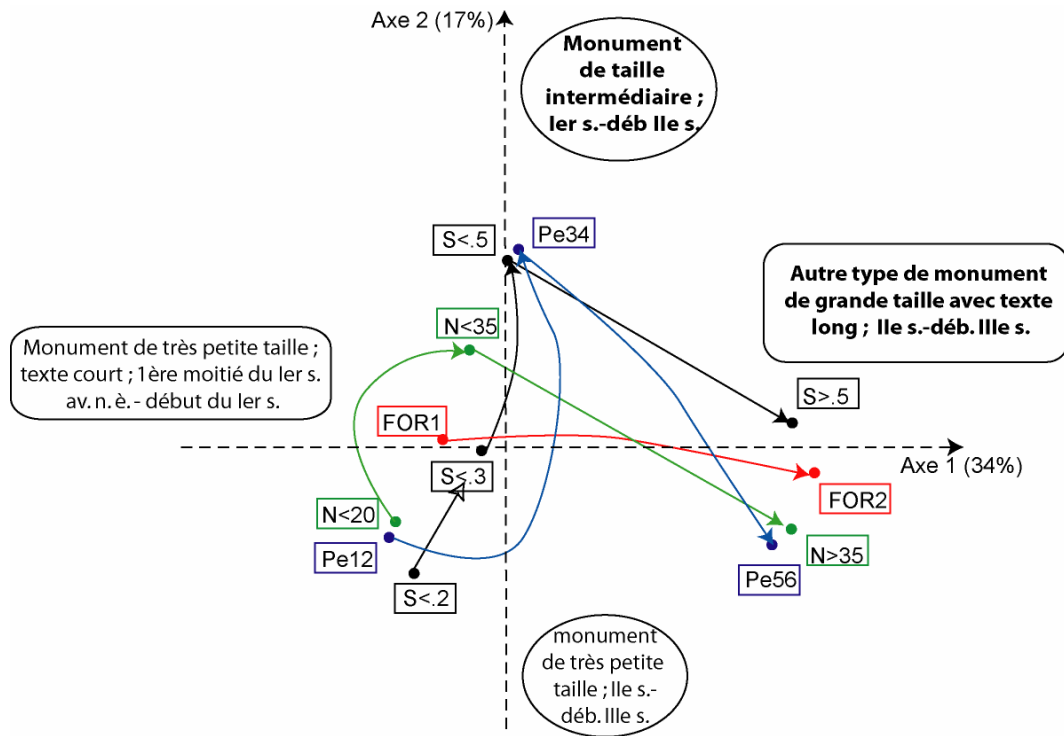 Axe 2 (17%)
Monument
de taille
intermédiaire ;
Ier s.-déb IIe s.
S<.5
Pe34
Autre type de monument
de grande taille avec texte
long ; IIe s.-déb. IIIe s.
N<35
Monument de très petite taille ;
texte court ; 1ère moitié du Ier s.
av. n. è. - début du Ier s.
S>.5
FOR1
Axe 1 (34%)
S<.3
FOR2
N<20
N>35
Pe12
Pe56
S<.2
monument
de très petite
taille ; IIe s.-
déb. IIIe s.